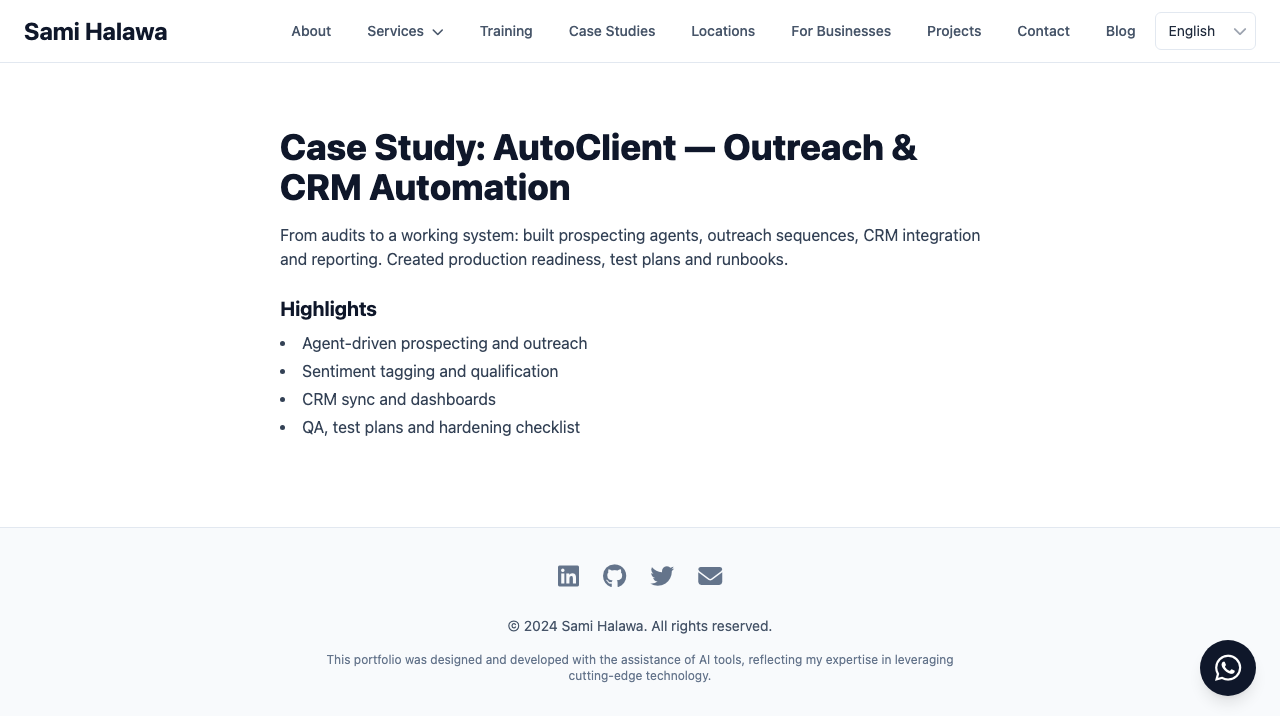 Sami Halawa
About
Services
Training
Case Studies
Locations
For Businesses
Projects
Contact
Blog
English
Case Study: AutoClient — Outreach &
CRM Automation
From audits to a working system: built prospecting agents, outreach sequences, CRM integration
and reporting. Created production readiness, test plans and runbooks.
Highlights
• Agent-driven prospecting and outreach
• Sentiment tagging and qualification
• CRM sync and dashboards
• QA, test plans and hardening checklist
© 2024 Sami Halawa. All rights reserved.
This portfolio was designed and developed with the assistance of AI tools, reflecting my expertise in leveraging
cutting-edge technology.